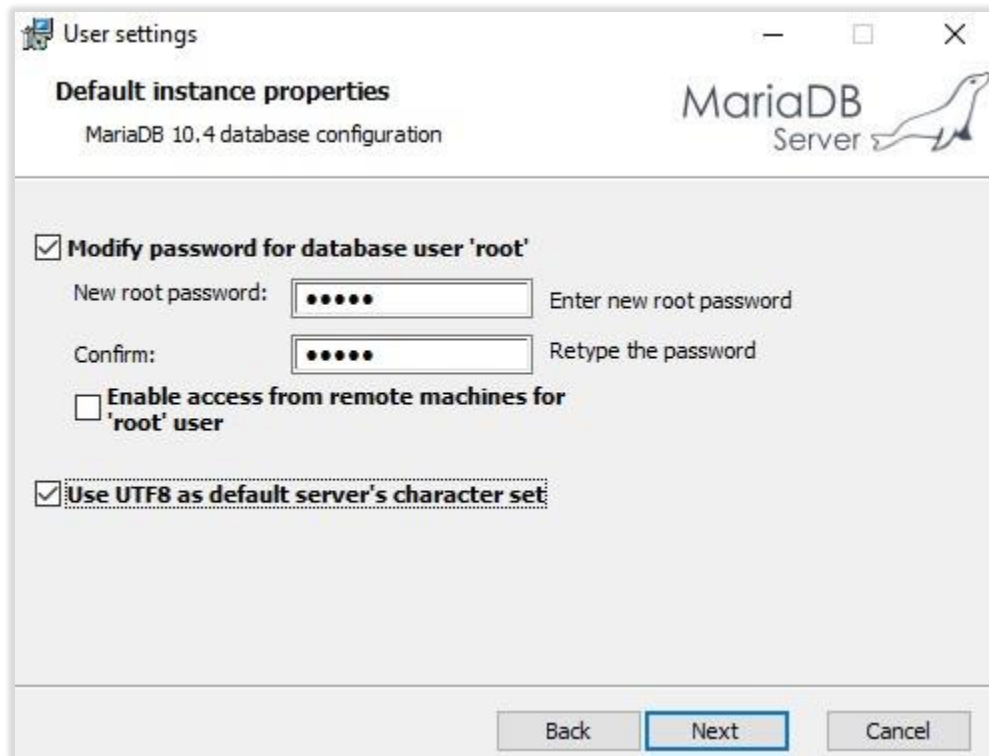 User settings
Default instance properties
MariaDB 10.4 database configuration
MariaDB
Server
Modify password for database user 'root'
New root password:
●●●●●
Enter new root password
Confirm:
●●●●●
Retype the password
Enable access from remote machines for
'root' user
Use UTF8 as default server's character set
Back
Next
Cancel